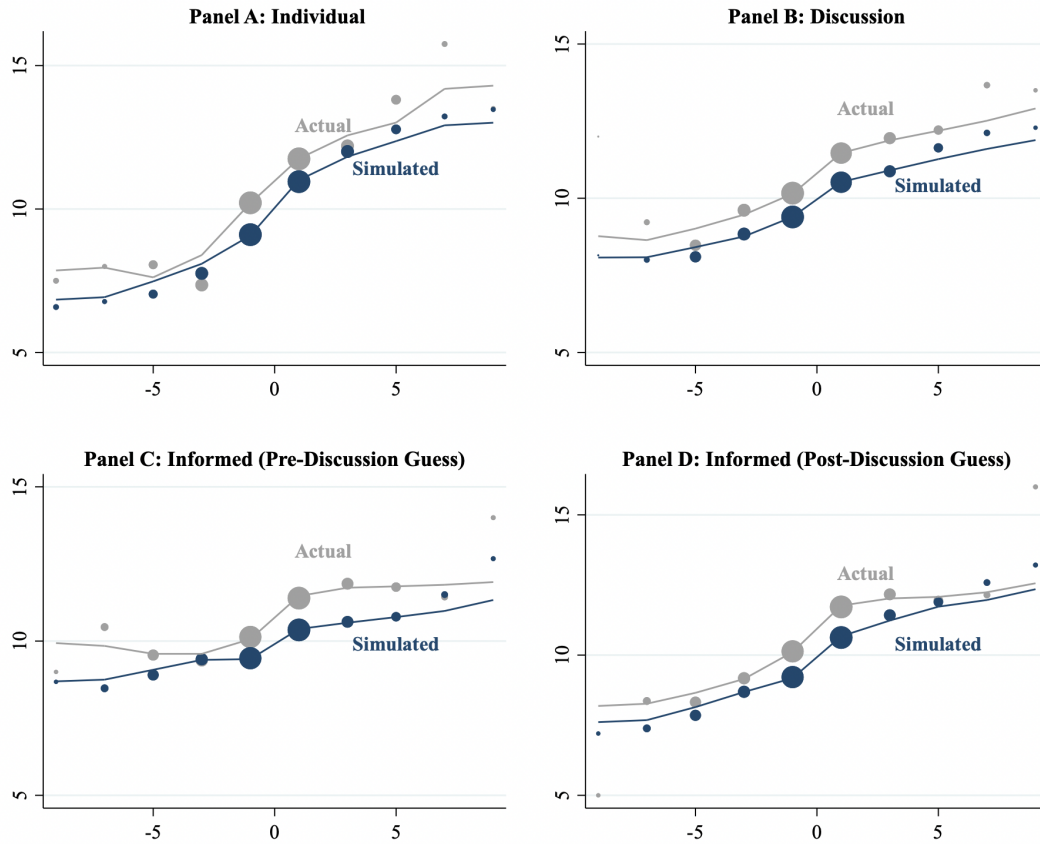 Panel A: Individual
15
10
5
-5
0
5
Actual
Simulated
Panel B: Discussion
15
10
5
-5
0
5
Actual
Simulated
Panel C: Informed (Pre-Discussion Guess)
15
10
5
-5
0
5
Actual
Simulated
Panel D: Informed (Post-Discussion Guess)
15
10
5
-5
0
5
Actual
Simulated